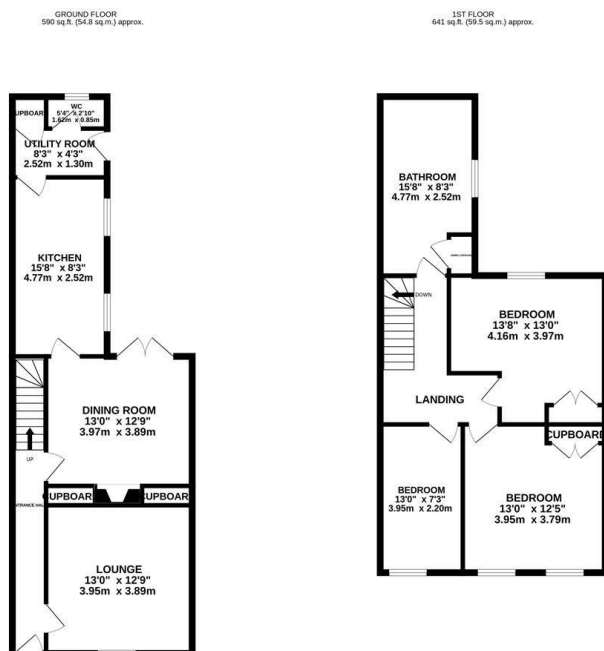 GROUND FLOOR
590 sq.ft. (54.8 sq.m.) approx.
1ST FLOOR
641 sq.ft. (59.5 sq.m.) approx.
UPBOAR
WC
5'4" x 2'10"
1.62m x 0.85m
UTILITY ROOM
8'3" x 4'3"
2.52m x 1.30m
KITCHEN
15'8" x 8'3"
4.77m x 2.52m
DINING ROOM
13'0" x 12'9"
3.97m x 3.89m
UP
ENTRANCE HALL
CUPBOAR
CUPBOAR
LOUNGE
13'0" x 12'9"
3.95m x 3.89m
BATHROOM
15'8" x 8'3"
4.77m x 2.52m
DOWN
BEDROOM
13'8" x 13'0"
4.16m x 3.97m
LANDING
CUPBOARD
BEDROOM
13'0" x 7'3"
3.95m x 2.20m
BEDROOM
13'0" x 12'5"
3.95m x 3.79m